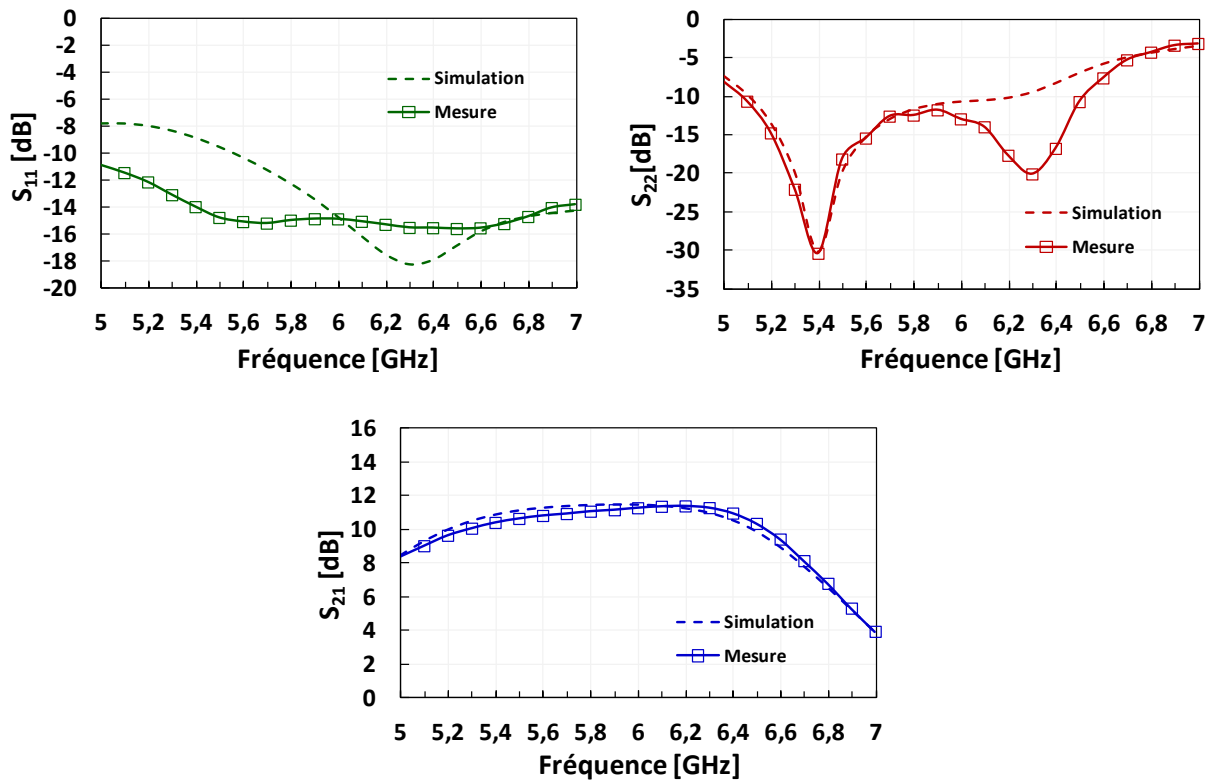 0
-2
-4
-6
-8
-10
-12
-14
-16
-18
-20
S11 [dB]
Simulation
Mesure
5 5,2 5,4 5,6 5,8 6 6,2 6,4 6,6 6,8 7
Fréquence [GHz]
0
-5
-10
-15
-20
-25
-30
-35
S22[dB]
Simulation
Mesure
5 5,2 5,4 5,6 5,8 6 6,2 6,4 6,6 6,8 7
Fréquence [GHz]
16
14
12
10
8
6
4
2
0
S21 [dB]
Simulation
Mesure
5 5,2 5,4 5,6 5,8 6 6,2 6,4 6,6 6,8 7
Fréquence [GHz]